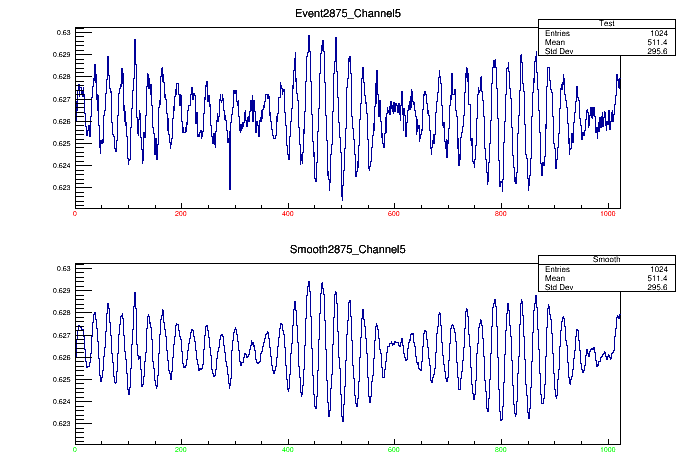 Event2875_Channel5
Test
Entries 1024
Mean 511.4
Std Dev 295.6
0.63
0.629
0.628
0.627
0.626
0.625
0.624
0.623
0 200 400 600 800 1000
Smooth2875_Channel5
Smooth
Entries 1024
Mean 511.4
Std Dev 295.6
0.63
0.629
0.628
0.627
0.626
0.625
0.624
0.623
0.622
0 200 400 600 800 1000